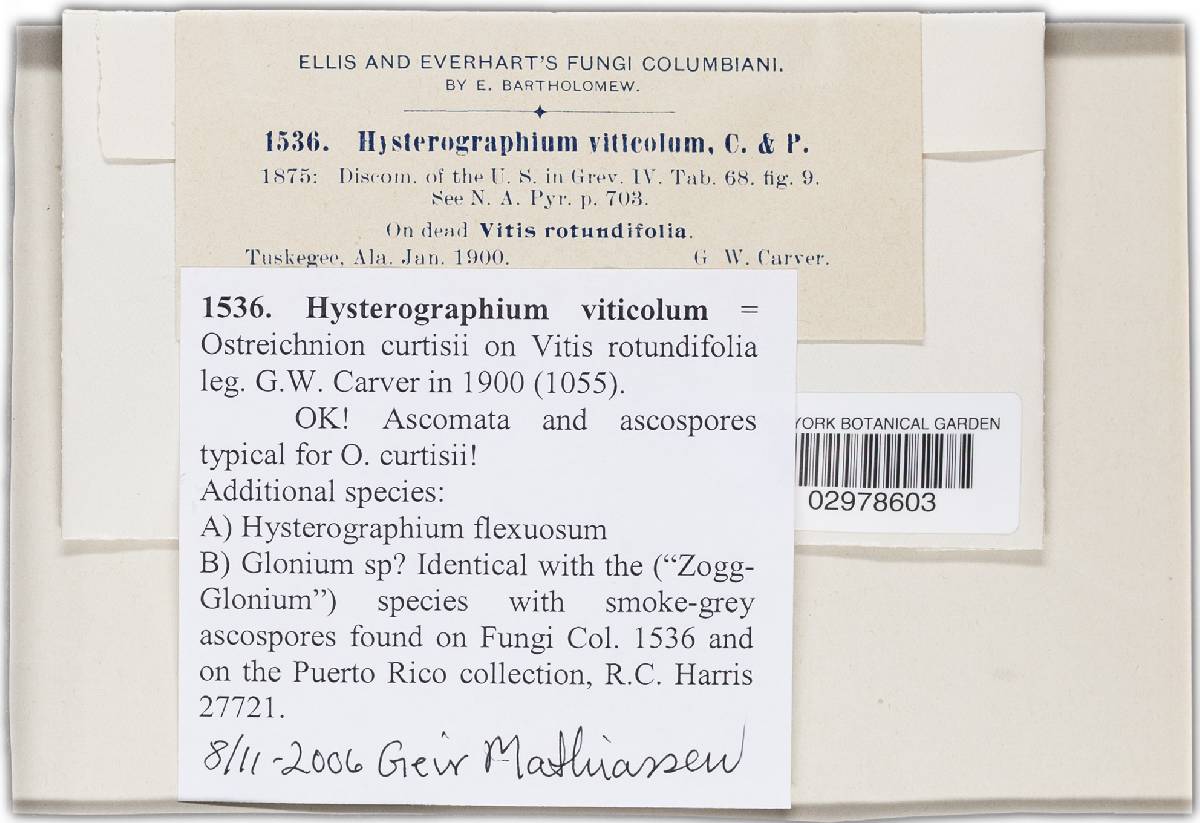 ELLIS AND EVERHART'S FUNGI COLUMBIANI.
BY E. BARTHOLOMEW.
1536. Hysterographium viticolum, C. & P.
1875: Discom. of the U. S. in Grev. IV. Tab. 68. fig. 9.
See N. A. Pyr. p. 703.
On dead Vitis rotundifolia.
Tuskegee, Ala. Jan. 1900. G. W. Carver.
1536. Hysterographium viticolum =
Ostreichnion curtisii on Vitis rotundifolia
leg. G.W. Carver in 1900 (1055).
OK! Ascomata and ascospores
typical for O. curtisii!
Additional species:
A) Hysterographium flexuosum
B) Glonium sp? Identical with the (“Zogg-
Glonium”) species with smoke-grey
ascospores found on Fungi Col. 1536 and
on the Puerto Rico collection, R.C. Harris
27721.
8/11-2006 Geir Mathiassen
YORK BOTANICAL GARDEN
02978603